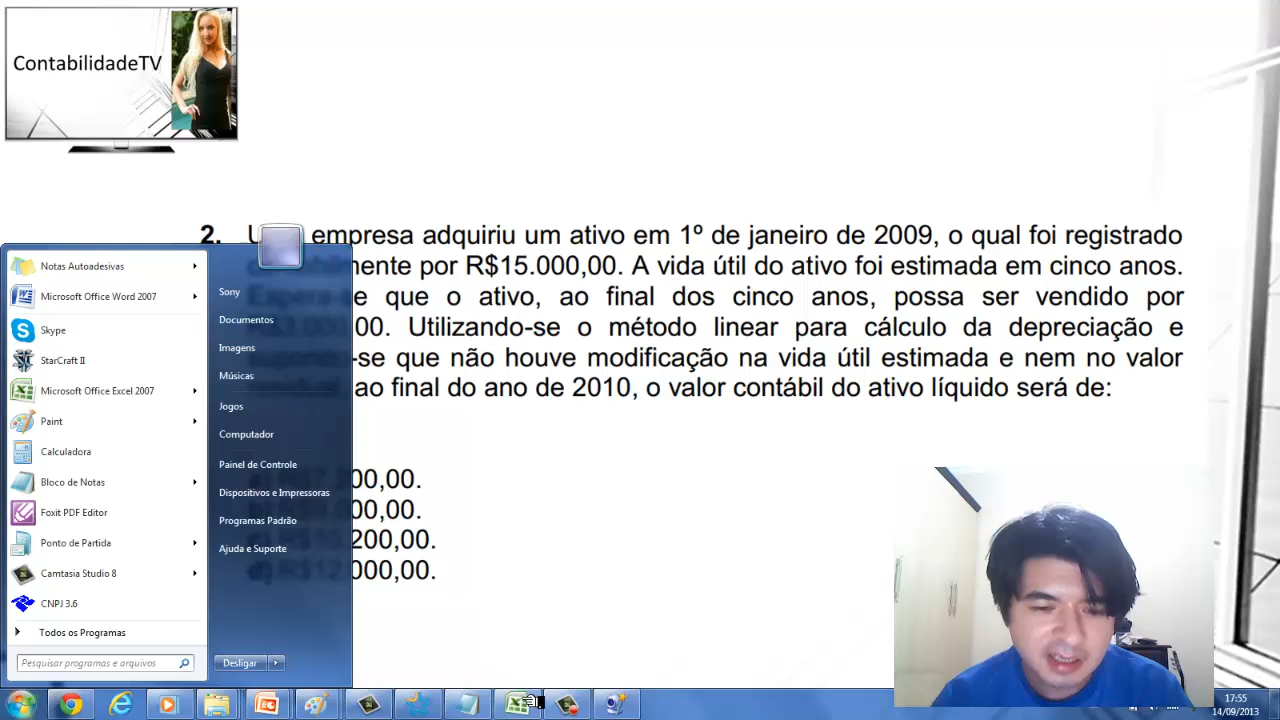 ContabilidadeTV
2. empresa adquiriu um ativo em 1º de janeiro de 2009, o qual foi registrado
por R$15.000,00. A vida útil do ativo foi estimada em cinco anos.
que o ativo, ao final dos cinco anos, possa ser vendido por
00. Utilizando-se o método linear para cálculo da depreciação e
-se que não houve modificação na vida útil estimada e nem no valor
ao final do ano de 2010, o valor contábil do ativo líquido será de:
00,00.
000,00.
200,00.
d) R$12.000,00.
Notas Autoadesivas
Microsoft Office Word 2007
Skype
StarCraft II
Microsoft Office Excel 2007
Paint
Calculadora
Bloco de Notas
Foxit PDF Editor
Ponto de Partida
Camtasia Studio 8
CNPJ 3.6
Todos os Programas
Pesquisar programas e arquivos
Sony
Documentos
Imagens
Músicas
Jogos
Computador
Painel de Controle
Dispositivos e Impressoras
Programas Padrão
Ajuda e Suporte
Desligar
17:55
14/09/2013